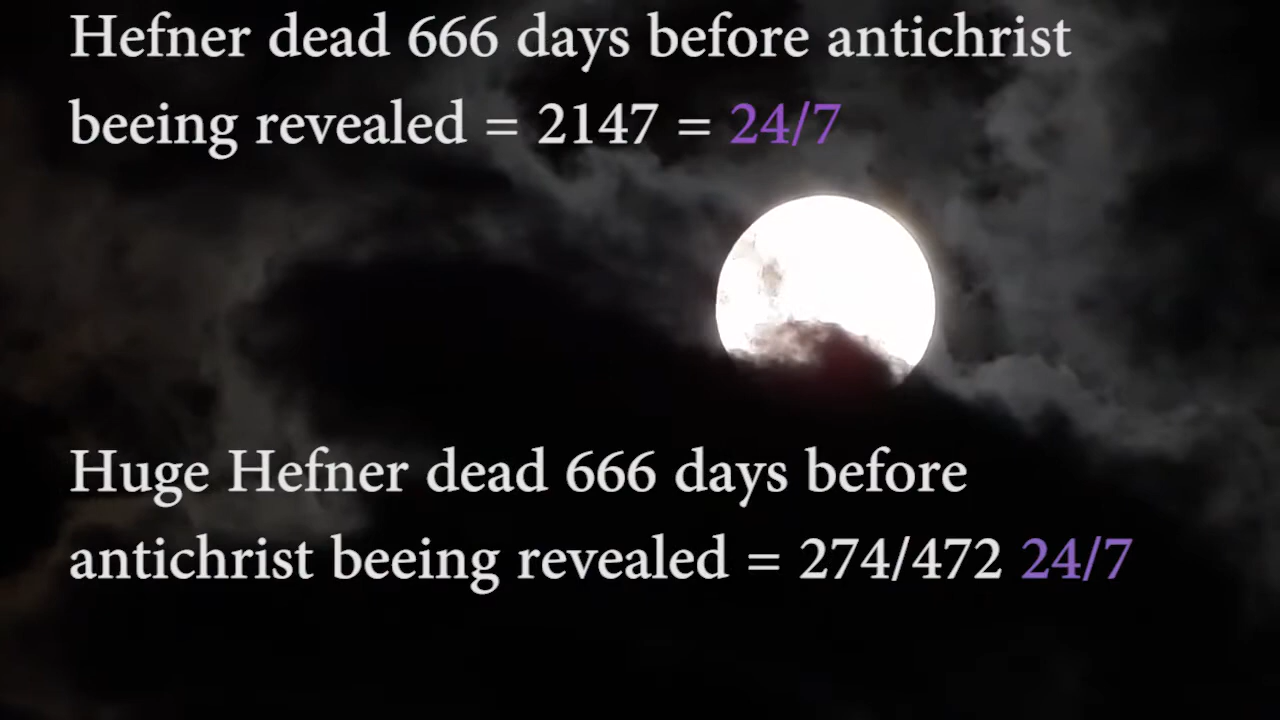 Hefner dead 666 days before antichrist
beeing revealed = 2147 = 24/7
Huge Hefner dead 666 days before
antichrist beeing revealed = 274/472 24/7